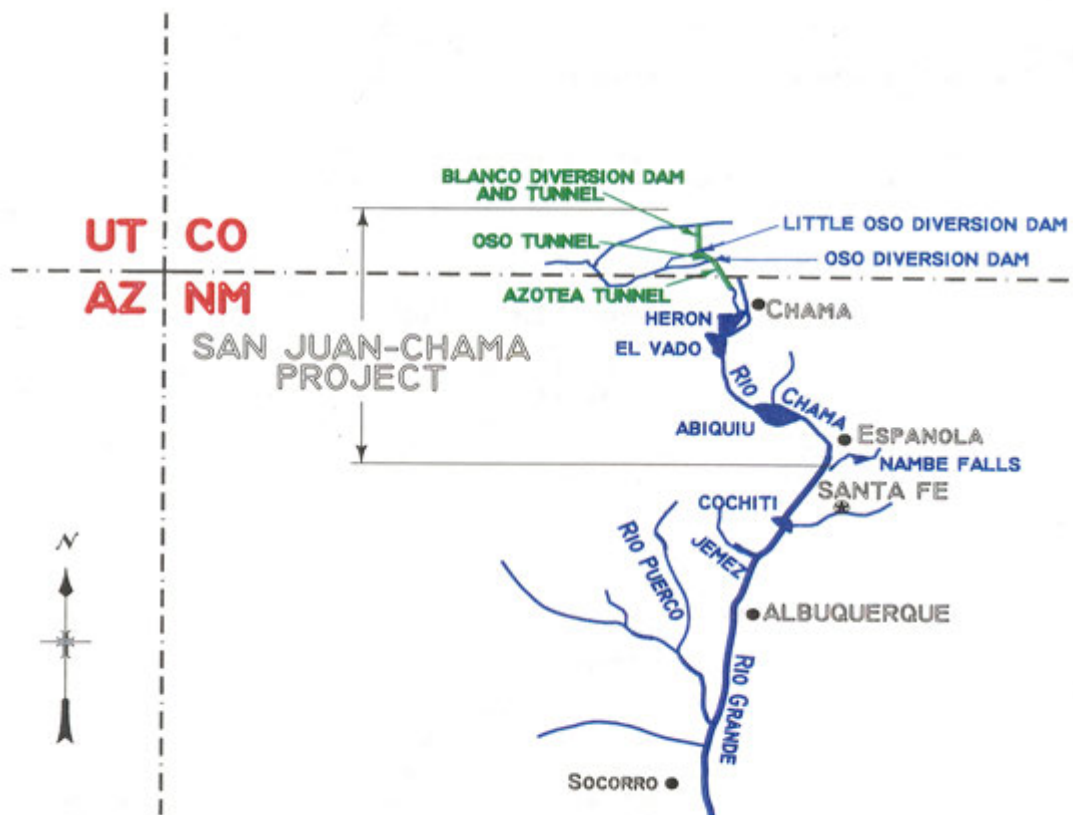 BLANCO DIVERSION DAM
AND TUNNEL
UT CO
LITTLE OSO DIVERSION DAM
OSO TUNNEL
OSO DIVERSION DAM
AZ NM
AZOTEA TUNNEL
CHAMA
HERON
SAN JUAN-CHAMA
PROJECT
EL VADO
RIO CHAMA
ABIQUIU
ESPANOLA
NAMBE FALLS
SANTA FE
COCHITI
JEMEZ
RIO PUERCO
N
ALBUQUERQUE
RIO GRANDE
SOCORRO